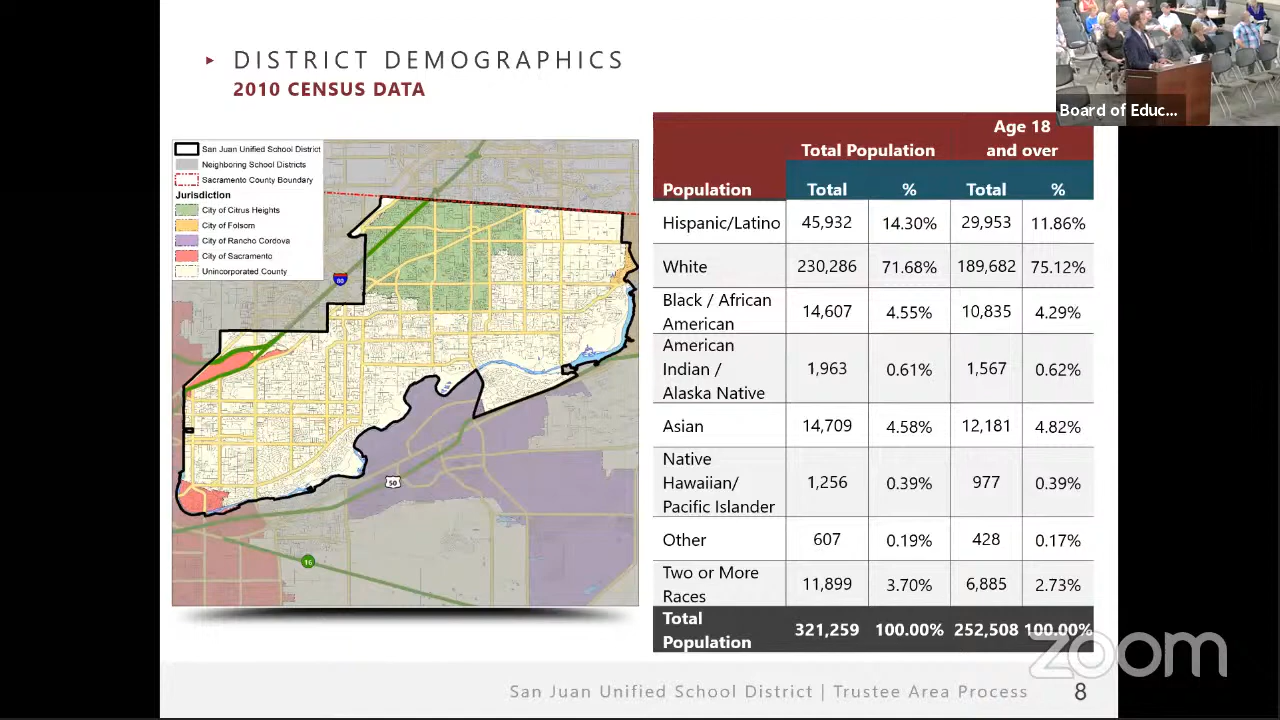 DISTRICT DEMOGRAPHICS
2010 CENSUS DATA
Board of Educ...
San Juan Unified School District
Neighboring School Districts
Sacramento County Boundary
Jurisdiction
City of Citrus Heights
City of Folsom
City of Rancho Cordova
City of Sacramento
Unincorporated County
80
50
16
Age 18
Total Population and over
Population Total % Total %
Hispanic/Latino 45,932 14.30% 29,953 11.86%
White 230,286 71.68% 189,682 75.12%
Black / African
American 14,607 4.55% 10,835 4.29%
American
Indian / 1,963 0.61% 1,567 0.62%
Alaska Native
Asian 14,709 4.58% 12,181 4.82%
Native
Hawaiian/ 1,256 0.39% 977 0.39%
Pacific Islander
Other 607 0.19% 428 0.17%
Two or More
Races 11,899 3.70% 6,885 2.73%
Total
Population 321,259 100.00% 252,508 100.00%
zoom
San Juan Unified School District | Trustee Area Process 8